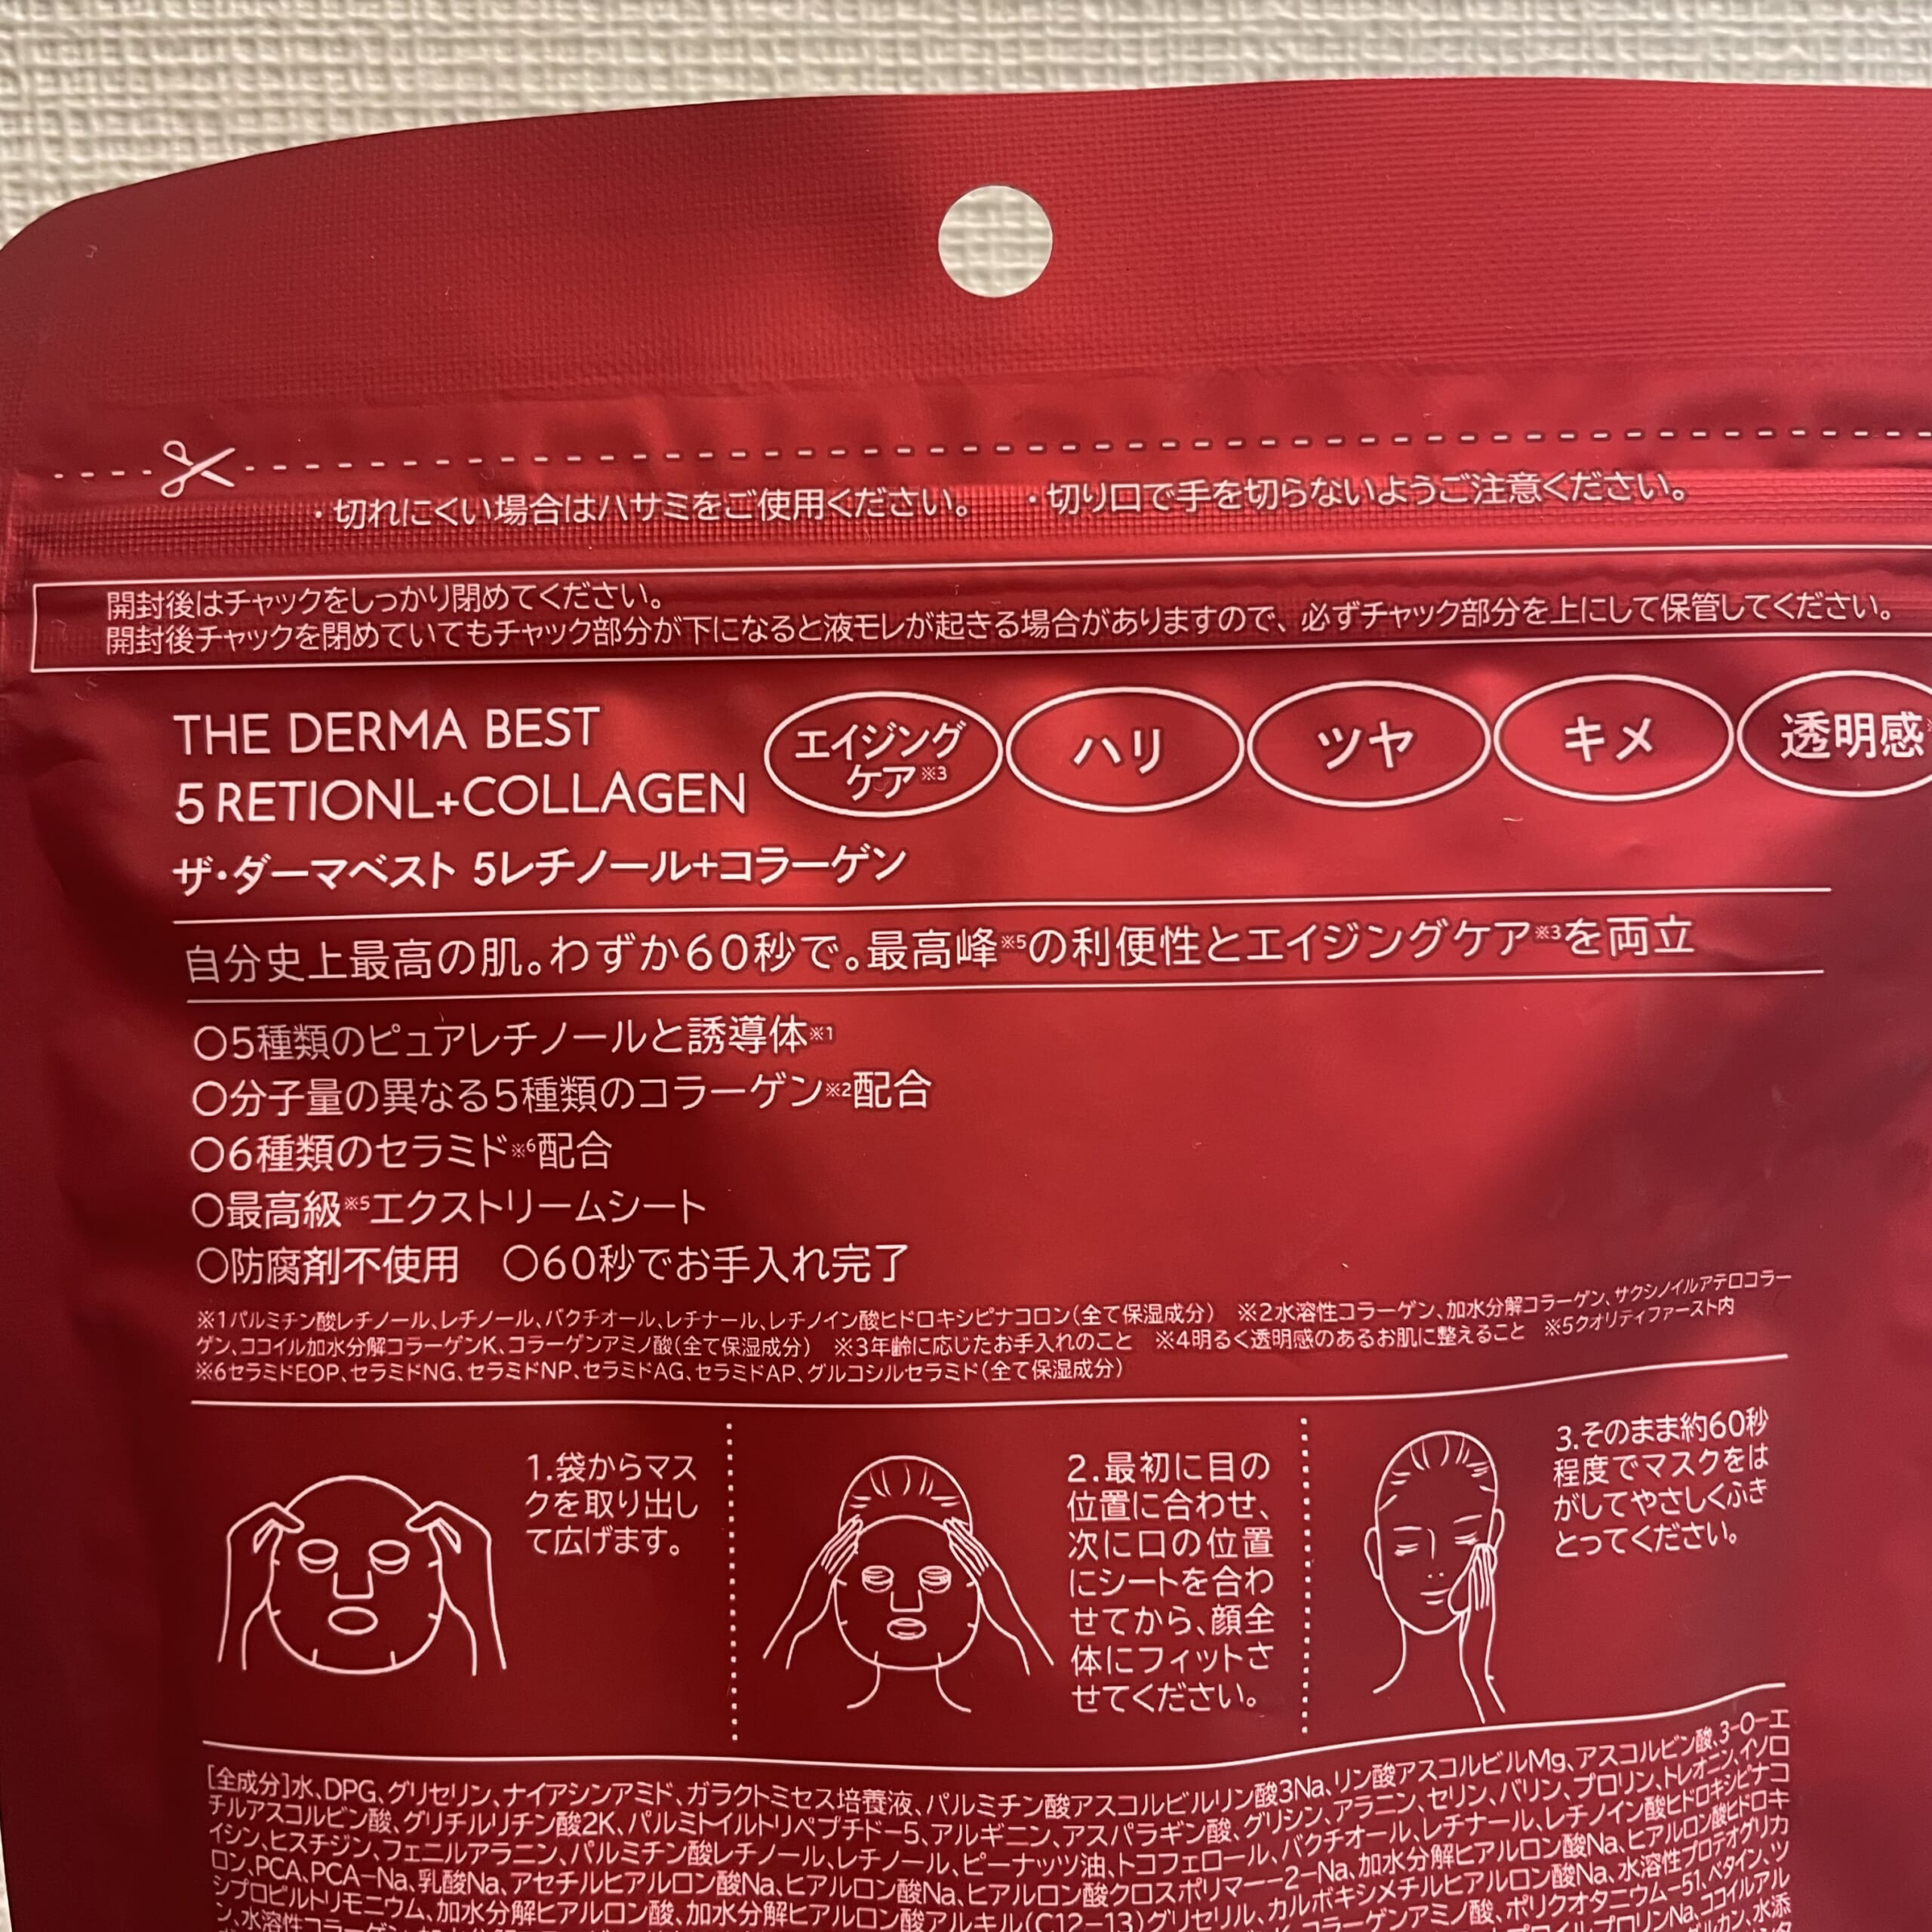 ・切れにくい場合はハサミをご使用ください。 ・切り口で手を切らないようご注意ください。
開封後はチャックをしっかり閉めてください。
開封後チャックを閉めていてもチャック部分が下になると液モレが起きる場合がありますので、必ずチャック部分を上にして保管してください。
THE DERMA BEST
5 RETIONL+COLLAGEN
エイジング
ケア※3
ハリ
ツヤ
キメ
透明感
ザ・ダーマベスト 5レチノール+コラーゲン
自分史上最高の肌。わずか60秒で。最高峰※5の利便性とエイジングケア※3を両立
〇5種類のピュアレチノールと誘導体※1
〇分子量の異なる5種類のコラーゲン※2配合
〇6種類のセラミド※6配合
〇最高級※5エクストリームシート
〇防腐剤不使用 〇60秒でお手入れ完了
※1パルミチン酸レチノール、レチノール、バクチオール、レチナール、レチノイン酸ヒドロキシピナコロン(全て保湿成分) ※2水溶性コラーゲン、加水分解コラーゲン、サクシノイルアテロコラー
ゲン、ココイル加水分解コラーゲンK、コラーゲンアミノ酸(全て保湿成分) ※3年齢に応じたお手入れのこと ※4明るく透明感のあるお肌に整えること ※5クオリティファースト内
※6セラミドEOP、セラミドNG、セラミドNP、セラミドAG、セラミドAP、グルコシルセラミド(全て保湿成分)
1.袋からマス
クを取り出し
て広げます。
2.最初に目の
位置に合わせ、
次に口の位置
にシートを合わ
せてから、顔全
体にフィットさ
せてください。
3.そのまま約60秒
程度でマスクをは
がしてやさしくふき
とってください。
[全成分]水、DPG、グリセリン、ナイアシンアミド、ガラクトミセス培養液、パルミチン酸アスコルビルリン酸3Na、リン酸アスコルビルMg、アスコルビン酸、3-O-エ
チルアスコルビン酸、グリチルリチン酸2K、パルミトイルトリペプチド-5、アルギニン、アスパラギン酸、グリシン、アラニン、セリン、バリン、プロリン、トレオニン、イソロ
イシン、ヒスチジン、フェニルアラニン、パルミチン酸レチノール、レチノール、ピーナッツ油、トコフェロール、バクチオール、レチナール、レチノイン酸ヒドロキシピナコ
ロン、PCA、PCA-Na、乳酸Na、アセチルヒアルロン酸Na、ヒアルロン酸Na、ヒアルロン酸クロスポリマー-2-Na、加水分解ヒアルロン酸Na、ヒアルロン酸ヒドロキ
シプロピルトリモニウム、加水分解ヒアルロン酸、加水分解ヒアルロン酸アルキル(C12-13)グリセリル、カルボキシメチルヒアルロン酸Na、水溶性プロテオグリカ
ン、水溶性コラーゲン、コラーゲンアミノ酸、ポリクオタニウム-51、ベタイン、